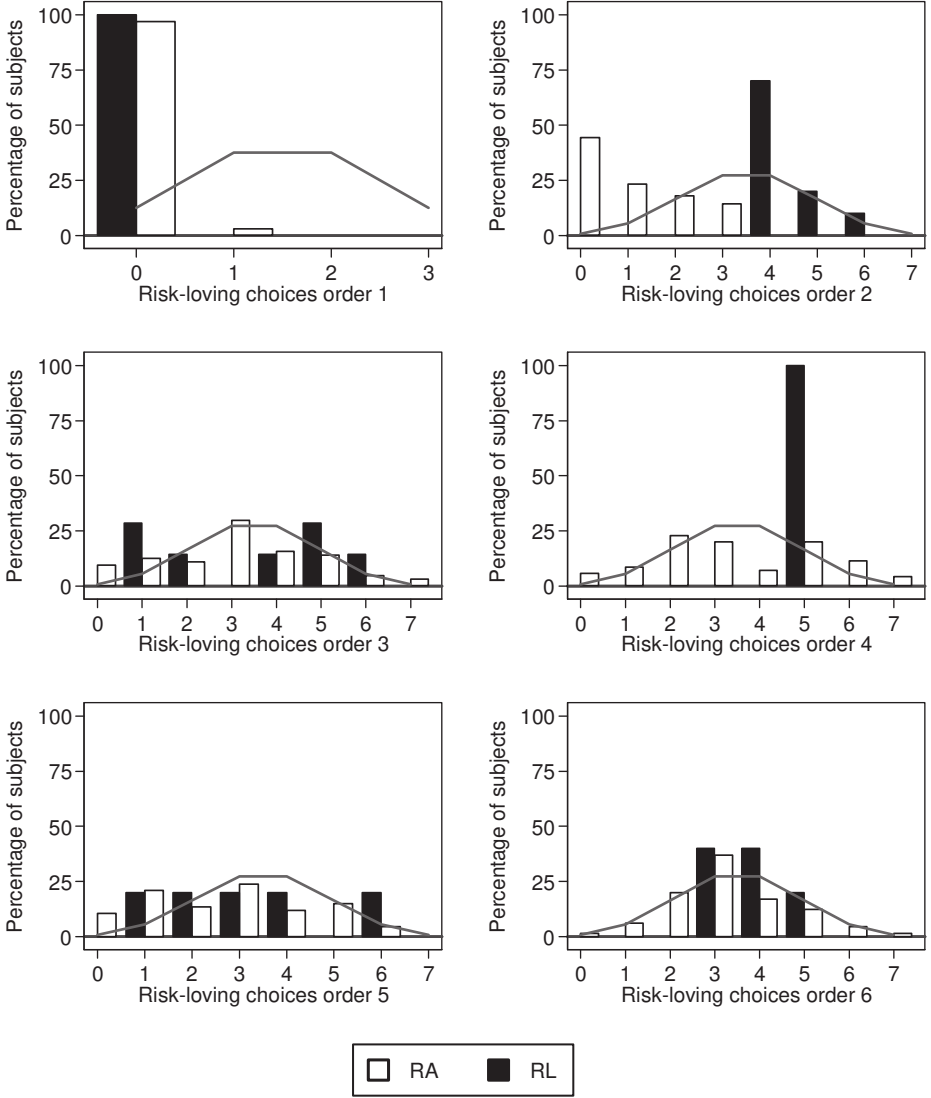 Percentage of subjects
100
75
50
25
0
0 1 2 3
Risk-loving choices order 1
Percentage of subjects
100
75
50
25
0
0 1 2 3 4 5 6 7
Risk-loving choices order 2
Percentage of subjects
100
75
50
25
0
0 1 2 3 4 5 6 7
Risk-loving choices order 3
Percentage of subjects
100
75
50
25
0
0 1 2 3 4 5 6 7
Risk-loving choices order 4
Percentage of subjects
100
75
50
25
0
0 1 2 3 4 5 6 7
Risk-loving choices order 5
Percentage of subjects
100
75
50
25
0
0 1 2 3 4 5 6 7
Risk-loving choices order 6
RA RL